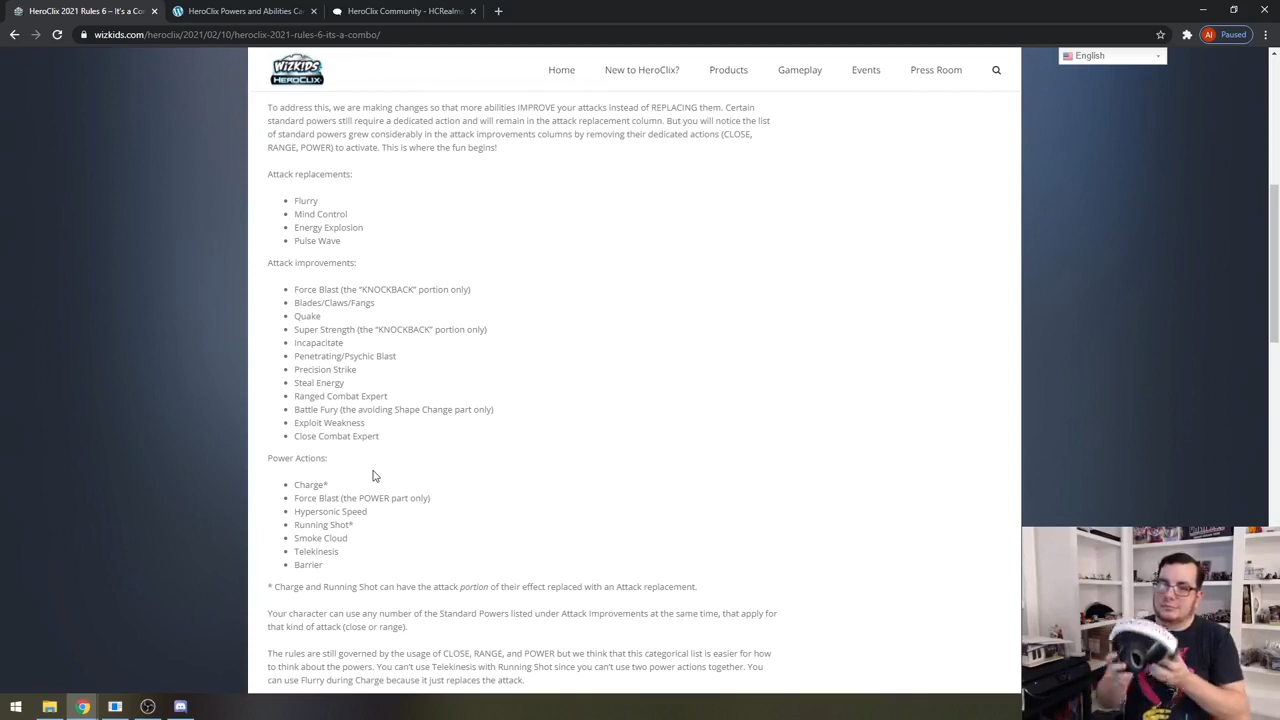 HeroClix 2021 Rules 6 - It's a Co
HeroClix Powers and Abilities Ca
HeroClix Communication - HCRealms
wizkids.com/heroclix/2021/02/10/heroclix-2021-rules-6-its-a-combo/
AI Paused
WIZKIDS
HEROCLIX
Home New to HeroClix? Products Gameplay Events Press Room
English
To address this, we are making changes so that more abilities IMPROVE your attacks instead of REPLACING them. Certain
standard powers still require a dedicated action and will remain in the attack replacement column. But you will notice the list
of standard powers grew considerably in the attack improvements columns by removing their dedicated actions (CLOSE,
RANGE, POWER) to activate. This is where the fun begins!
Attack replacements:
• Flurry
• Mind Control
• Energy Explosion
• Pulse Wave
Attack improvements:
• Force Blast (the “KNOCKBACK” portion only)
• Blades/Claws/Fangs
• Quake
• Super Strength (the “KNOCKBACK” portion only)
• Incapacitate
• Penetrating/Psychic Blast
• Precision Strike
• Steal Energy
• Ranged Combat Expert
• Battle Fury (the avoiding Shape Change part only)
• Exploit Weakness
• Close Combat Expert
Power Actions:
• Charge*
• Force Blast (the POWER part only)
• Hypersonic Speed
• Running Shot*
• Smoke Cloud
• Telekinesis
• Barrier
* Charge and Running Shot can have the attack portion of their effect replaced with an Attack replacement.
Your character can use any number of the Standard Powers listed under Attack Improvements at the same time, that apply for
that kind of attack (close or range).
The rules are still governed by the usage of CLOSE, RANGE, and POWER but we think that this categorical list is easier for how
to think about the powers. You can’t use Telekinesis with Running Shot since you can’t use two power actions together. You
can use Flurry during Charge because it just replaces the attack.